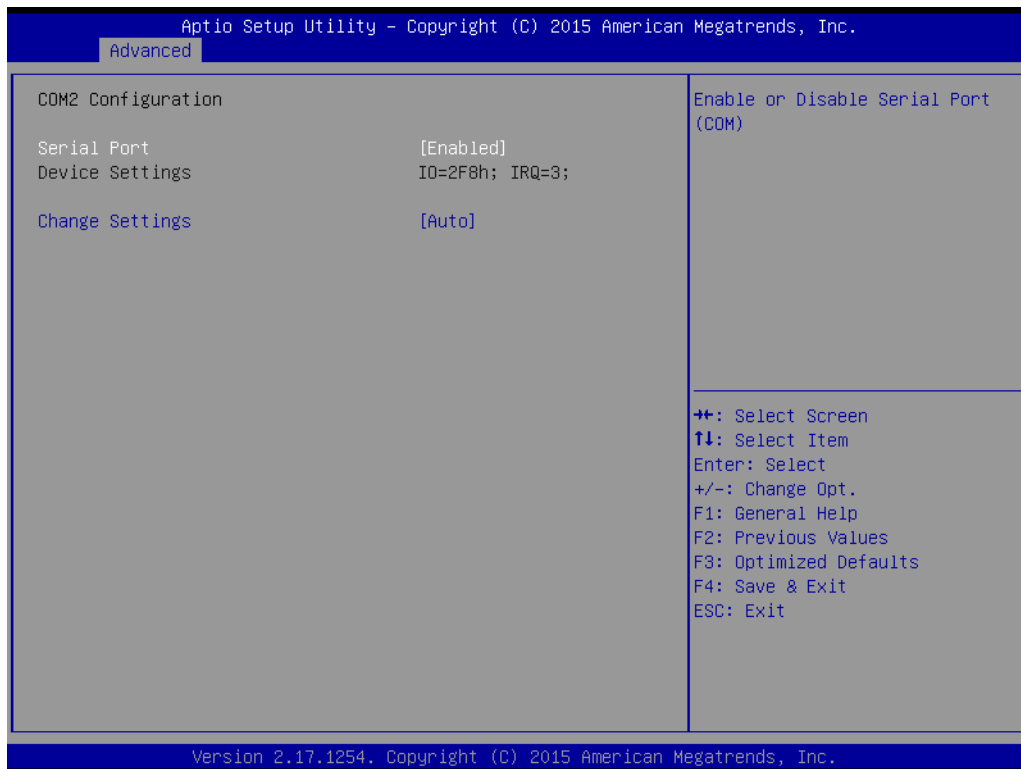 Aptio Setup Utility – Copyright (C) 2015 American Megatrends, Inc.
Advanced
COM2 Configuration
Serial Port [Enabled]
Device Settings IO=2F8h; IRQ=3;
Change Settings [Auto]
Enable or Disable Serial Port
(COM)
→←: Select Screen
↑↓: Select Item
Enter: Select
+/-: Change Opt.
F1: General Help
F2: Previous Values
F3: Optimized Defaults
F4: Save & Exit
ESC: Exit
Version 2.17.1254. Copyright (C) 2015 American Megatrends, Inc.